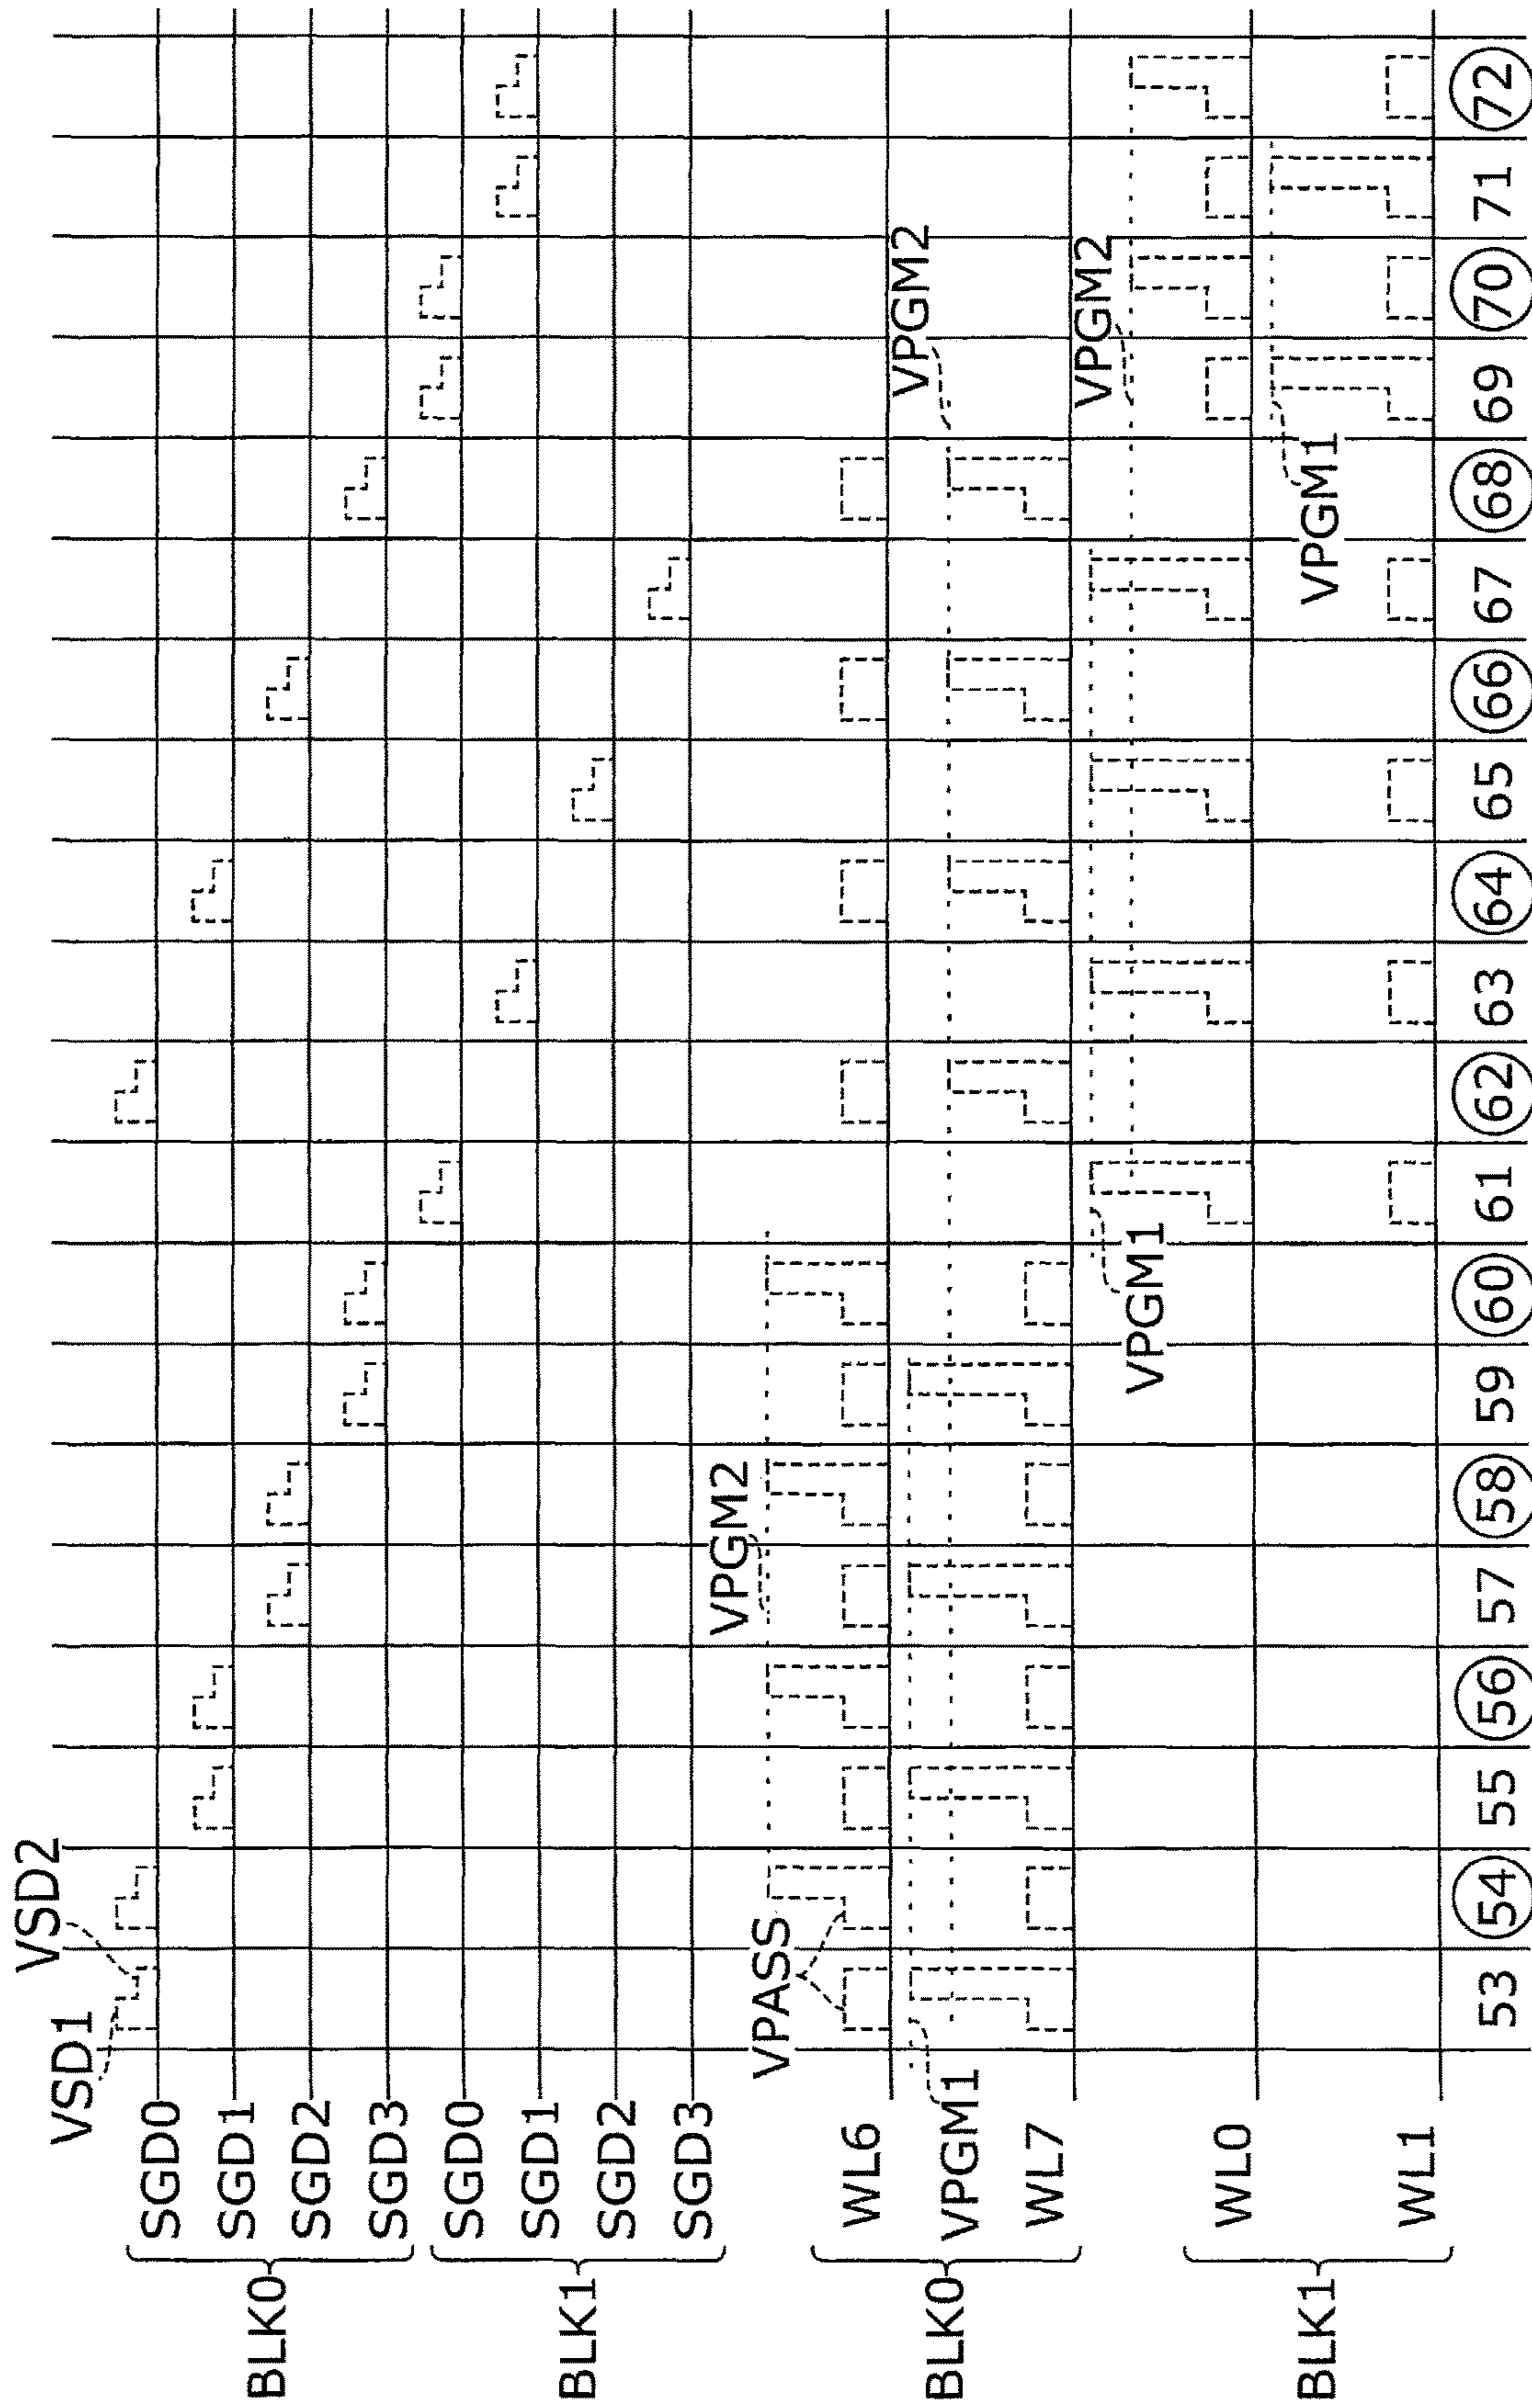 VSD1
VSD2
BLK0
SGD0
SGD1
SGD2
SGD3
BLK1
SGD0
SGD1
SGD2
SGD3
VPGM2
VPASS
BLK0
WL6
VPGM1
WL7
VPGM2
VPGM2
VPGM1
BLK1
WL0
WL1
VPGM1
53 54 55 56 57 58 59 60 61 62 63 64 65 66 67 68 69 70 71 72